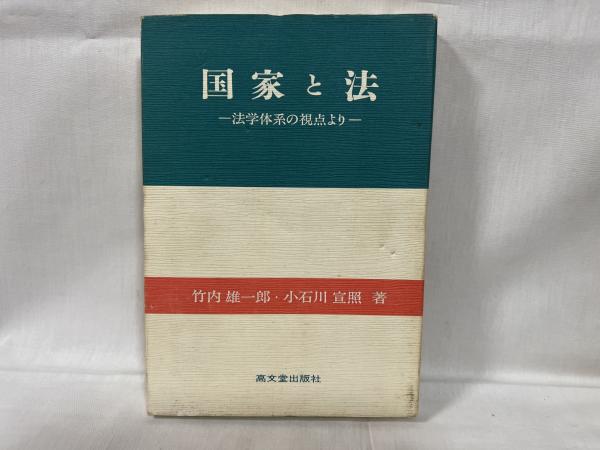 国家と法
―法学体系の視点より―
竹内 雄一郎・小石川 宣照 著
高文堂出版社